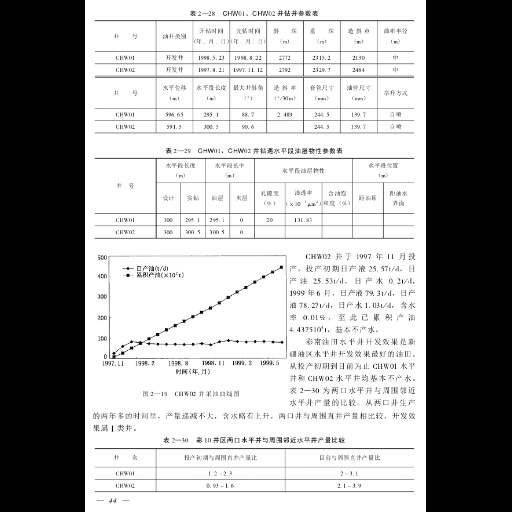 表 2—28 CHW01、CHW02 井钻井参数表
井 号 油井类别 开钻时间 完钻时间 斜 深 垂 深 造 斜 点 曲率半径
(年．月．日) (年．月．日) (m) (m) (m) (m)
CHW01 开发井 1998.5.23 1998.8.22 2772 2315.2 2130 中
CHW02 开发井 1997.8.21 1997.11.12 2792 2329.7 2484 中
井 号 水平位移 水平段长度 最大井斜角 造 斜 率 套管尺寸 油管尺寸 举升方式
(m) (m) (°) (°/30m) (mm) (mm)
CHW01 596.65 295.1 88.7 2.409 244.5 139.7 自喷
CHW02 591.5 300.5 90.6 244.5 139.7 自喷
表 2—29 CHW01、CHW02 井钻遇水平段油层物性参数表
井 号 水平段长度 水平段长中 水平段油层物性 水平段位置
(m) (m) (m)
设计 实钻 油层 夹层 孔隙度 渗透率 含油饱 距油顶 距油水
(%) (×10⁻³μm²) 和度 (%) 界面
CHW01 300 295.1 295.1 0 20 131.83
CHW02 300 300.5 300.5 0
500
400
300
200
100
0
日产油(t/d)
累积产油(×10²t)
1997.11 1998.2 1998.8 1998.11 1999.2 1999.5
时间(年.月)
图 2—19 CHW02 井采油曲线图
CHW02 井于 1997 年 11 月投
产，投产初期日产液 25.57t/d，日
产油 25.53t/d，日产水 0.2t/d，
1999 年 6 月，日产液 79.3t/d，日产
油 78.27t/d，日产水 1.03t/d，含水
率 0.01%，至此已累积产油
4.4375 10⁴t，基本不产水。
彩南油田水平井开发效果是新
疆油区水平井开发效果最好的油田，
从投产初期到目前为止 CHW01 水平
井和 CHW02 水平井均基本不产水。
表 2—30 为两口水平井与周围邻近
水平井产量的比较。从两口井生产
的两年多的时间里，产量递减不大，含水略有上升，两口井与周围直井产量相比较，开发效
果属 I 类井。
表 2—30 彩 10 井区两口水平井与周围邻近水平井产量比较
井 名 投产初期与周围直井产量比 目前与周围直井产量比
CHW01 1.2~2.3 2~3.1
CHW02 0.93~1.6 2.1~3.9
— 44 —